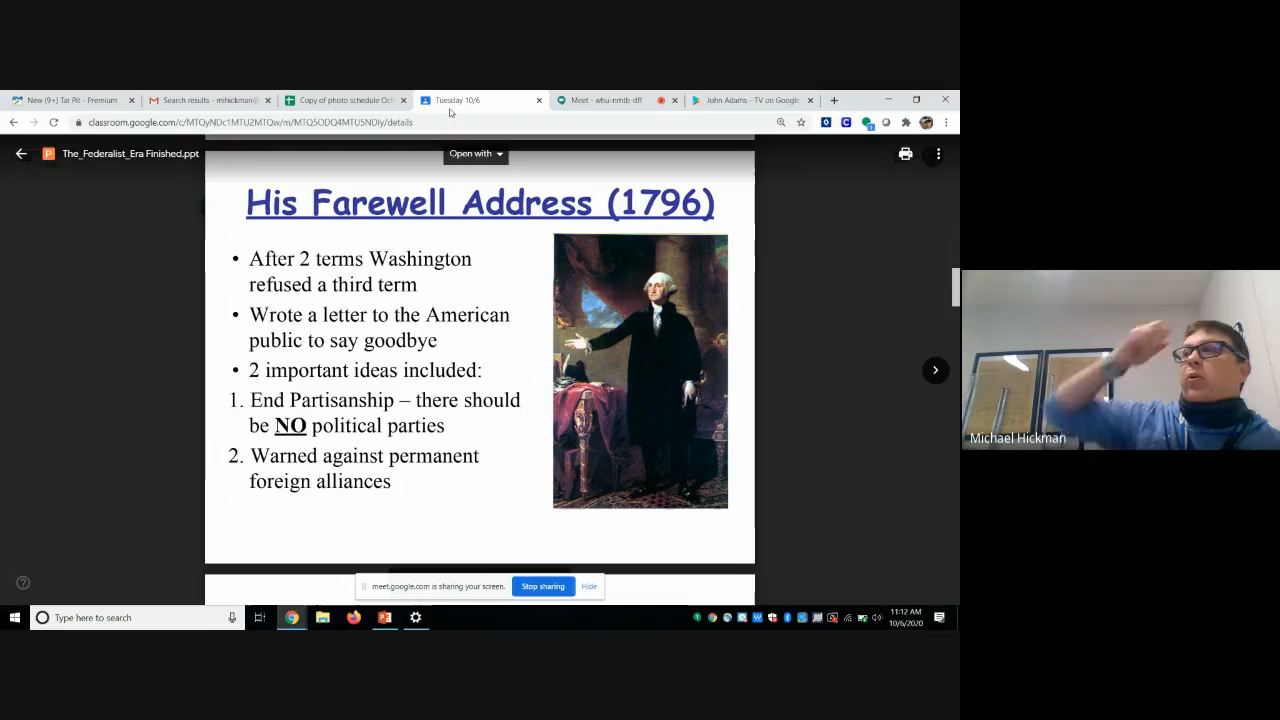 New (9+) Tar Pit - Premium
Search results - mihickman@
Copy of photo schedule Oct
Tuesday 10/6
Meet - whu-nmtb-dff
John Adams - TV on Google
classroom.google.com/c/MTQyNDc1MTU2MTQw/m/MTQ5ODQ4MTU5NDIy/details
The_Federalist_Era Finished.ppt
Open with
His Farewell Address (1796)
• After 2 terms Washington
refused a third term
• Wrote a letter to the American
public to say goodbye
• 2 important ideas included:
1. End Partisanship – there should
be NO political parties
2. Warned against permanent
foreign alliances
Michael Hickman
meet.google.com is sharing your screen.
Stop sharing
Hide
Type here to search
11:12 AM
10/6/2020